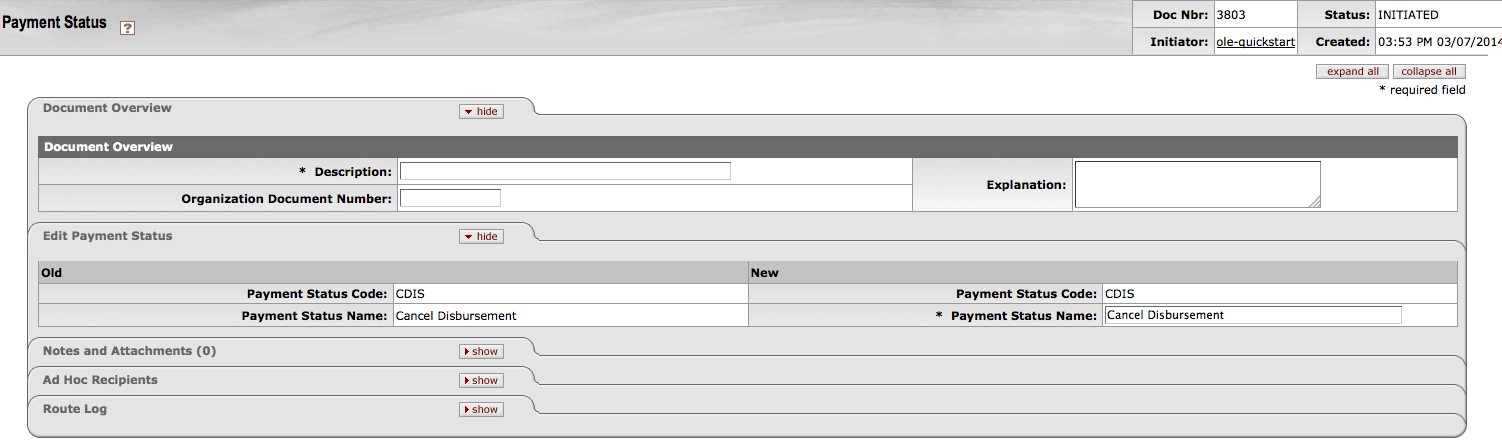 Payment Status ?
Doc Nbr: 3803 Status: INITIATED
Initiator: ole-quickstart Created: 03:53 PM 03/07/2014
expand all collapse all
* required field
Document Overview hide
Document Overview
* Description: Explanation:
Organization Document Number:
Edit Payment Status hide
Old New
Payment Status Code: CDIS Payment Status Code: CDIS
Payment Status Name: Cancel Disbursement * Payment Status Name: Cancel Disbursement
Notes and Attachments (0) show
Ad Hoc Recipients show
Route Log show